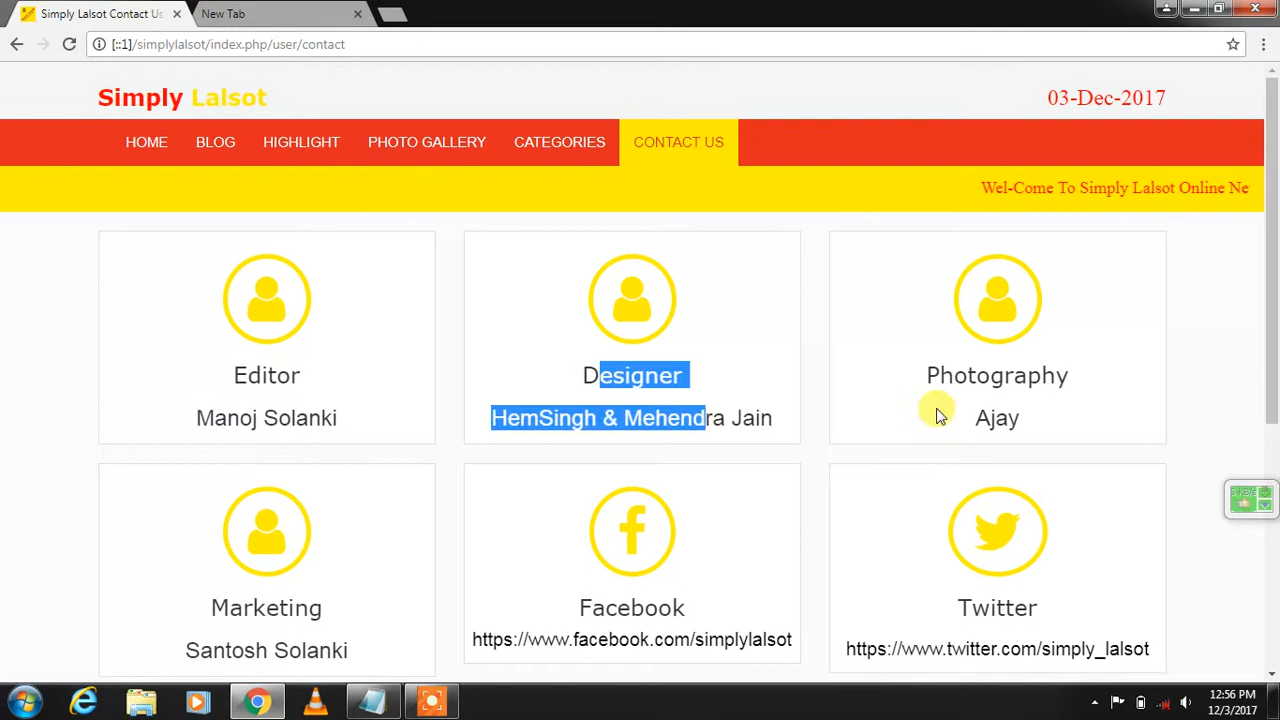 Simply Lalsot Contact Us
New Tab
[::1]/simplylalsot/index.php/user/contact
Simply Lalsot
03-Dec-2017
HOME BLOG HIGHLIGHT PHOTO GALLERY CATEGORIES CONTACT US
Wel-Come To Simply Lalsot Online Ne
Editor
Manoj Solanki
Designer
HemSingh & Mehendra Jain
Photography
Ajay
Marketing
Santosh Solanki
Facebook
https://www.facebook.com/simplylalsot
Twitter
https://www.twitter.com/simply_lalsot
12:56 PM
12/3/2017